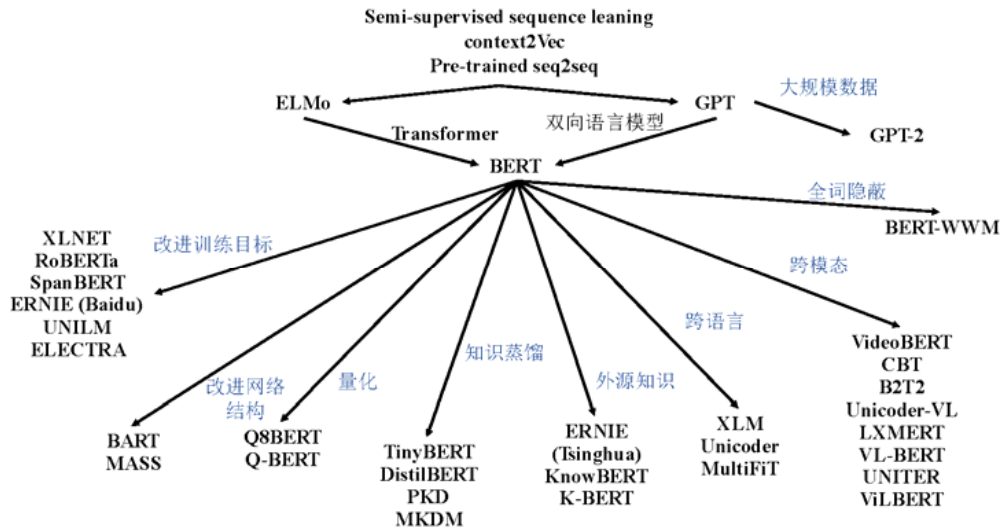 Semi-supervised sequence leaning
context2Vec
Pre-trained seq2seq
ELMo
GPT
大规模数据
GPT-2
Transformer
双向语言模型
BERT
全词隐蔽
BERT-WWM
改进训练目标
XLNET
RoBERTa
SpanBERT
ERNIE (Baidu)
UNILM
ELECTRA
改进网络
结构
BART
MASS
量化
Q8BERT
Q-BERT
知识蒸馏
TinyBERT
DistilBERT
PKD
MKDM
外源知识
ERNIE
(Tsinghua)
KnowBERT
K-BERT
跨语言
XLM
Unicoder
MultiFiT
跨模态
VideoBERT
CBT
B2T2
Unicoder-VL
LXMERT
VL-BERT
UNITER
ViLBERT